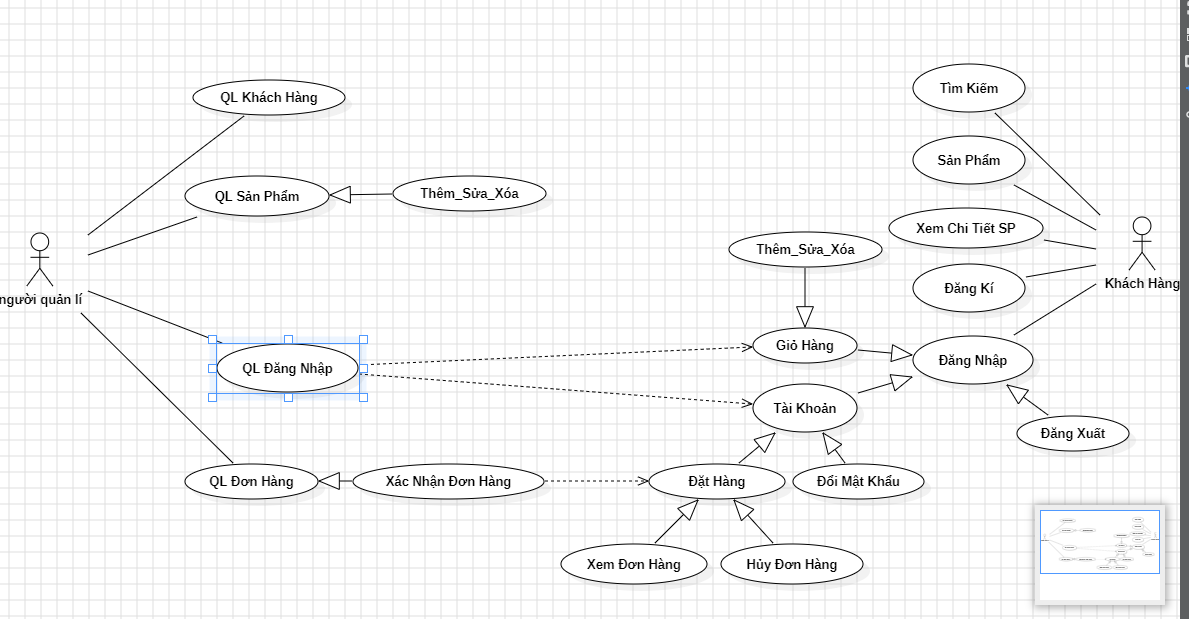 QL Khách Hàng
Tìm Kiếm
Sản Phẩm
QL Sản Phẩm
Thêm_Sửa_Xóa
Xem Chi Tiết SP
Thêm_Sửa_Xóa
người quản lí
Khách Hàng
Đăng Kí
Giỏ Hàng
Đăng Nhập
QL Đăng Nhập
Tài Khoản
Đăng Xuất
QL Đơn Hàng
Xác Nhận Đơn Hàng
Đặt Hàng
Đổi Mật Khẩu
Xem Đơn Hàng
Hủy Đơn Hàng